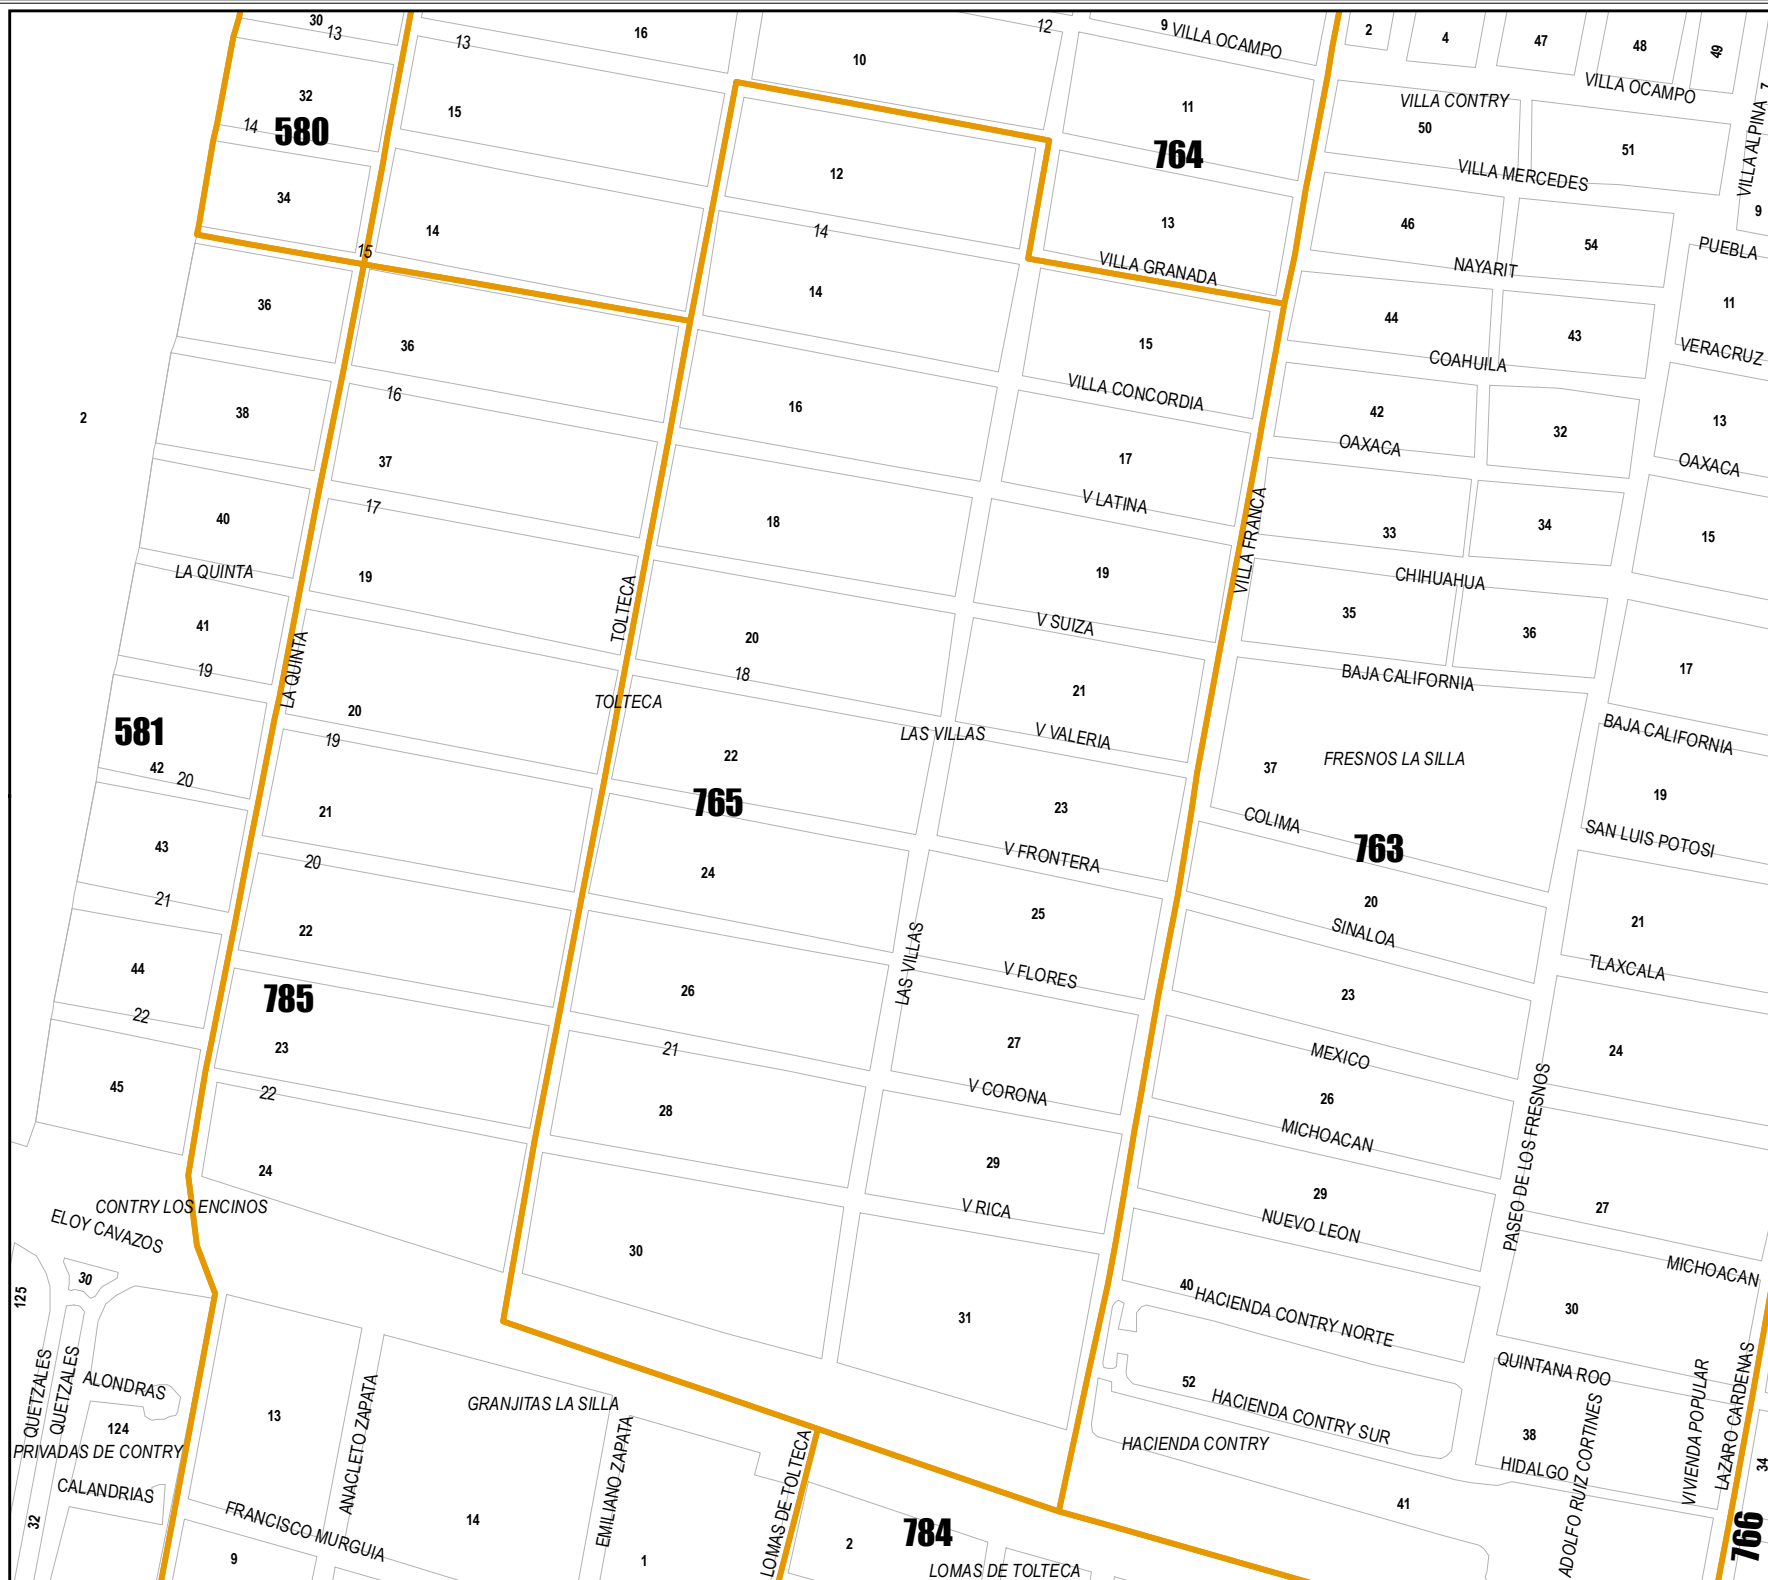 30
13
13
16
12
9
VILLA OCAMPO
2
4
47
48
49
10
32
15
11
VILLA CONTRY
VILLA OCAMPO
VILLA ALPINA
7
14
580
50
51
764
12
VILLA MERCEDES
34
9
14
14
13
46
54
PUEBLA
15
VILLA GRANADA
NAYARIT
36
14
11
44
43
36
15
COAHUILA
VERACRUZ
16
VILLA CONCORDIA
2
38
16
42
32
13
OAXACA
OAXACA
37
17
17
V LATINA
40
18
33
34
15
VILLA FRANCA
LA QUINTA
19
19
CHIHUAHUA
TOLTECA
41
20
V SUIZA
35
36
19
LA QUINTA
18
21
BAJA CALIFORNIA
17
20
TOLTECA
581
19
LAS VILLAS
V VALERIA
BAJA CALIFORNIA
42
20
22
37
FRESNOS LA SILLA
21
765
23
COLIMA
19
43
20
24
V FRONTERA
763
SAN LUIS POTOSI
21
22
25
20
SINALOA
21
44
LAS VILLAS
V FLORES
TLAXCALA
785
26
23
22
23
21
27
MEXICO
24
45
22
28
V CORONA
26
MICHOACAN
PASEO DE LOS FRESNOS
24
29
29
27
CONTRY LOS ENCINOS
ELOY CAVAZOS
V RICA
NUEVO LEON
30
30
MICHOACAN
125
31
40
HACIENDA CONTRY NORTE
30
QUETZALES
QUETZALES
ALONDRAS
ANACLETO ZAPATA
GRANJITAS LA SILLA
52
HACIENDA CONTRY SUR
QUINTANA ROO
VIVIENDA POPULAR
LAZARO CARDENAS
13
124
PRIVADAS DE CONTRY
EMILIANO ZAPATA
LOMAS DE TOLTECA
HACIENDA CONTRY
38
HIDALGO
ADOLFO RUIZ CORTINES
34
CALANDRIAS
32
FRANCISCO MURGUIA
14
41
784
766
9
1
2
LOMAS DE TOLTECA